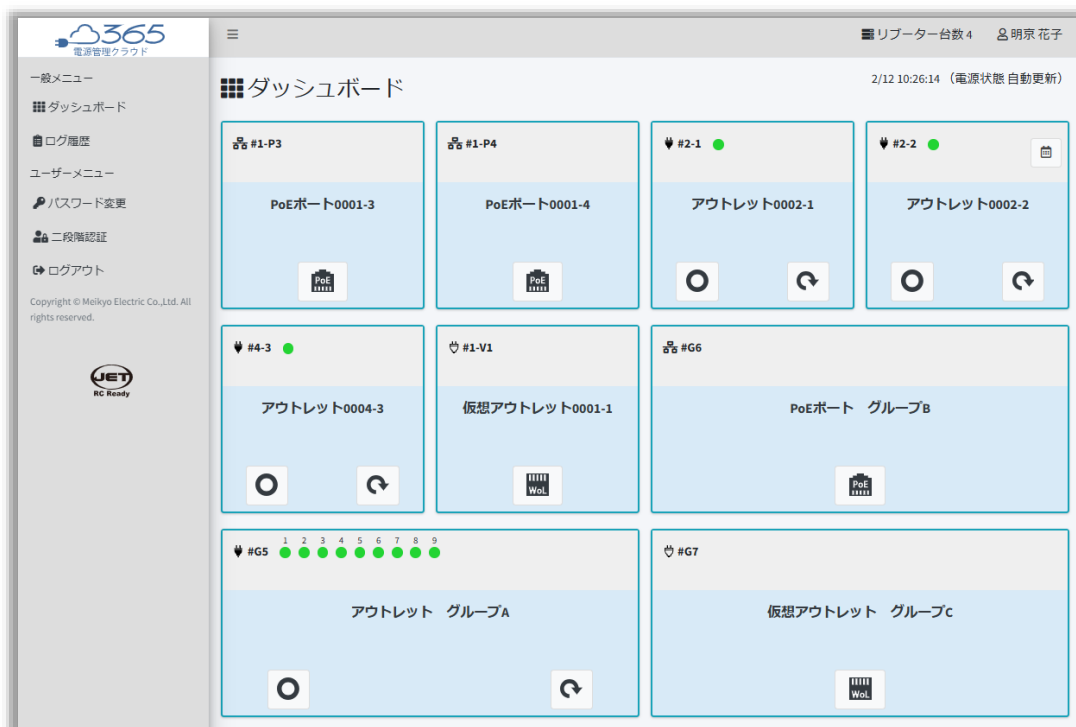 365
電源管理クラウド
リブーター台数 4 明京 花子
一般メニュー
ダッシュボード
ログ履歴
ユーザーメニュー
パスワード変更
二段階認証
ログアウト
Copyright © Meikyo Electric Co.,Ltd. All
rights reserved.
JET
RC Ready
ダッシュボード
2/12 10:26:14 （電源状態 自動更新）
#1-P3
PoEポート0001-3
PoE
#1-P4
PoEポート0001-4
PoE
#2-1
アウトレット0002-1
#2-2
アウトレット0002-2
#4-3
アウトレット0004-3
#1-V1
仮想アウトレット0001-1
WoL
#G6
PoEポート　グループB
PoE
#G5 1 2 3 4 5 6 7 8 9
アウトレット　グループA
#G7
仮想アウトレット　グループC
WoL